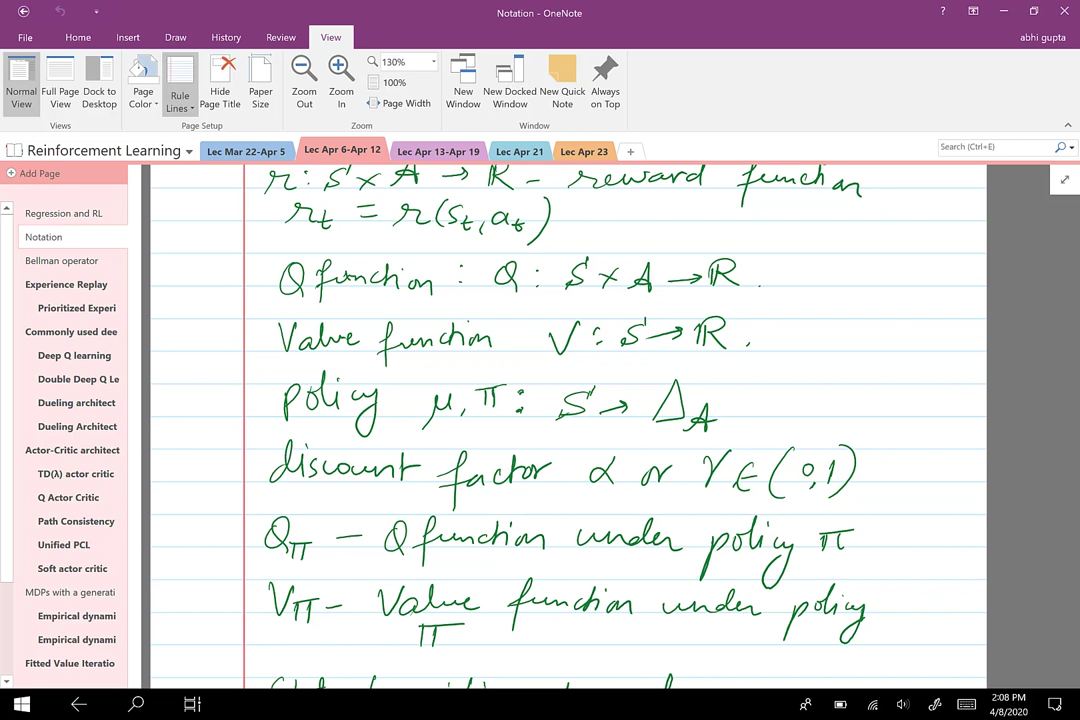 Notation - OneNote
File Home Insert Draw History Review View
abhi gupta
Normal View
Full Page View
Dock to Desktop
Page Color
Rule Lines
Hide Page Title
Paper Size
Zoom Out
Zoom In
130%
100%
Page Width
New Window
New Docked Window
New Quick Note
Always on Top
Views Page Setup Zoom Window
Reinforcement Learning
Lec Mar 22-Apr 5
Lec Apr 6-Apr 12
Lec Apr 13-Apr 19
Lec Apr 21
Lec Apr 23
Search (Ctrl+E)
Add Page
Regression and RL
Notation
Bellman operator
Experience Replay
Prioritized Experi
Commonly used dee
Deep Q learning
Double Deep Q Le
Dueling architect
Dueling Architect
Actor-Critic architect
TD(λ) actor critic
Q Actor Critic
Path Consistency
Unified PCL
Soft actor critic
MDPs with a generati
Empirical dynami
Empirical dynami
Fitted Value Iteratio
r : S × A → ℝ - reward function
r_t = r(s_t, a_t)
Q function : Q : S × A → ℝ .
Value function V : S → ℝ .
policy μ, π : S → Δ_A
discount factor α or γ ∈ (0,1)
Q_π - Q function under policy π
V_π - Value function under policy
π
2:08 PM
4/8/2020